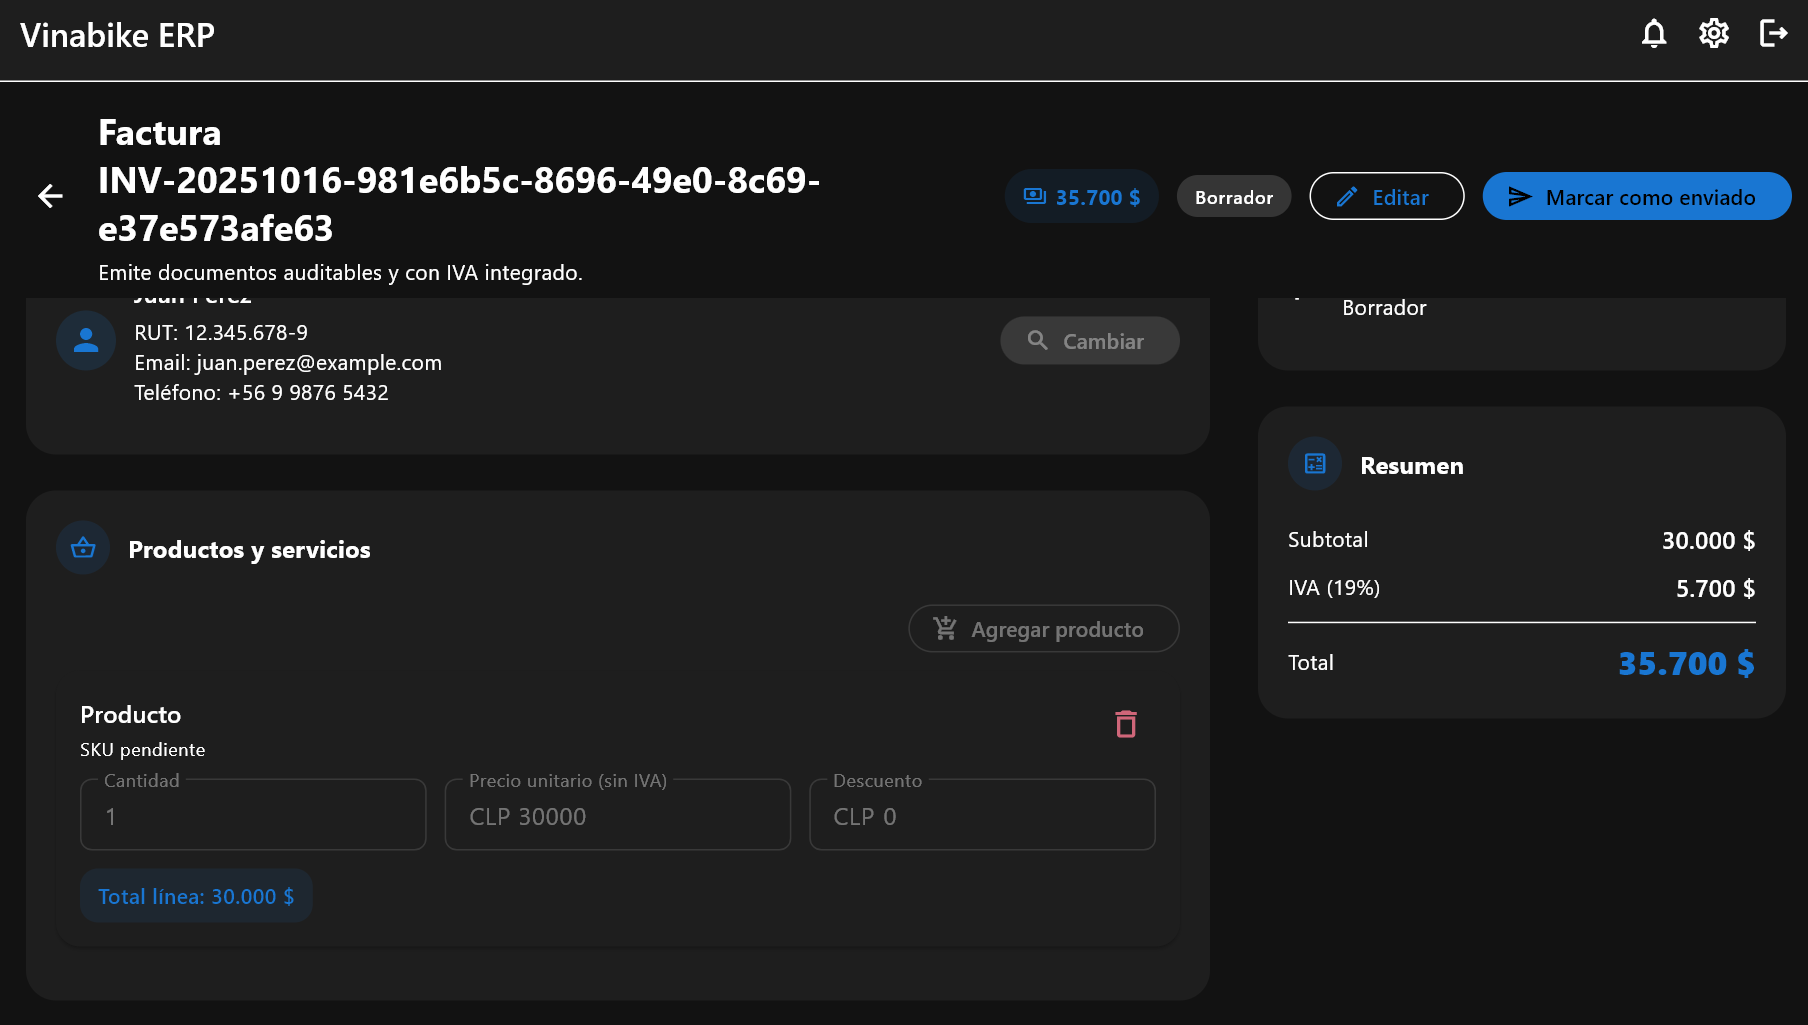 Vinabike ERP
Factura
INV-20251016-981e6b5c-8696-49e0-8c69-
e37e573afe63
Emite documentos auditables y con IVA integrado.
35.700 $
Borrador
Editar
Marcar como enviado
Juan Pérez
RUT: 12.345.678-9
Email: juan.perez@example.com
Teléfono: +56 9 9876 5432
Cambiar
Borrador
Productos y servicios
Agregar producto
Producto
SKU pendiente
Cantidad
1
Precio unitario (sin IVA)
CLP 30000
Descuento
CLP 0
Total línea: 30.000 $
Resumen
Subtotal
30.000 $
IVA (19%)
5.700 $
Total
35.700 $